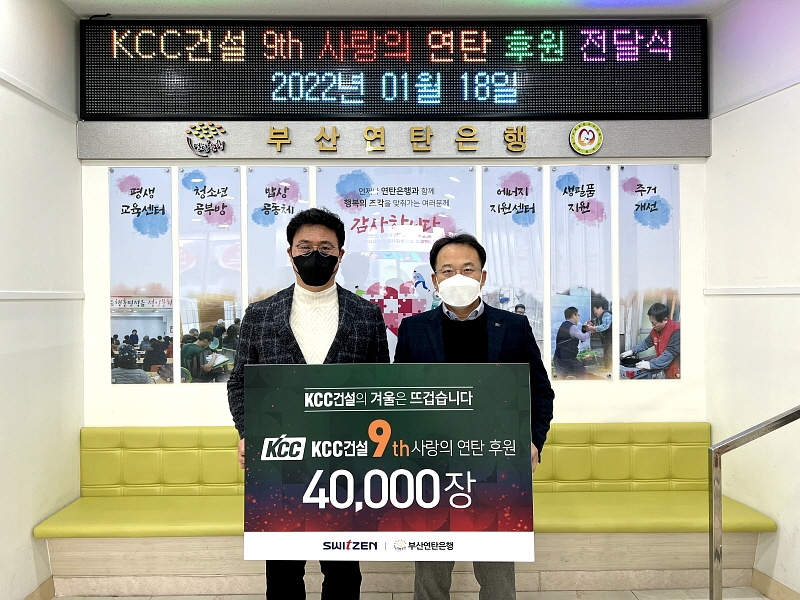 KCC건설 9th 사랑의 연탄 후원 전달식
2022년 01월 18일
부산연탄은행
평생
교육센터
청소년
공부방
밥상
공동체
언제나 연탄은행과 함께
행복의 조각을 맞춰가는 여러분께
감사합니다
에너지
지원센터
생필품
지원
주거
개선
KCC건설의 겨울은 뜨겁습니다
KCC KCC건설 9th 사랑의 연탄 후원
40,000장
SWITZEN | 부산연탄은행